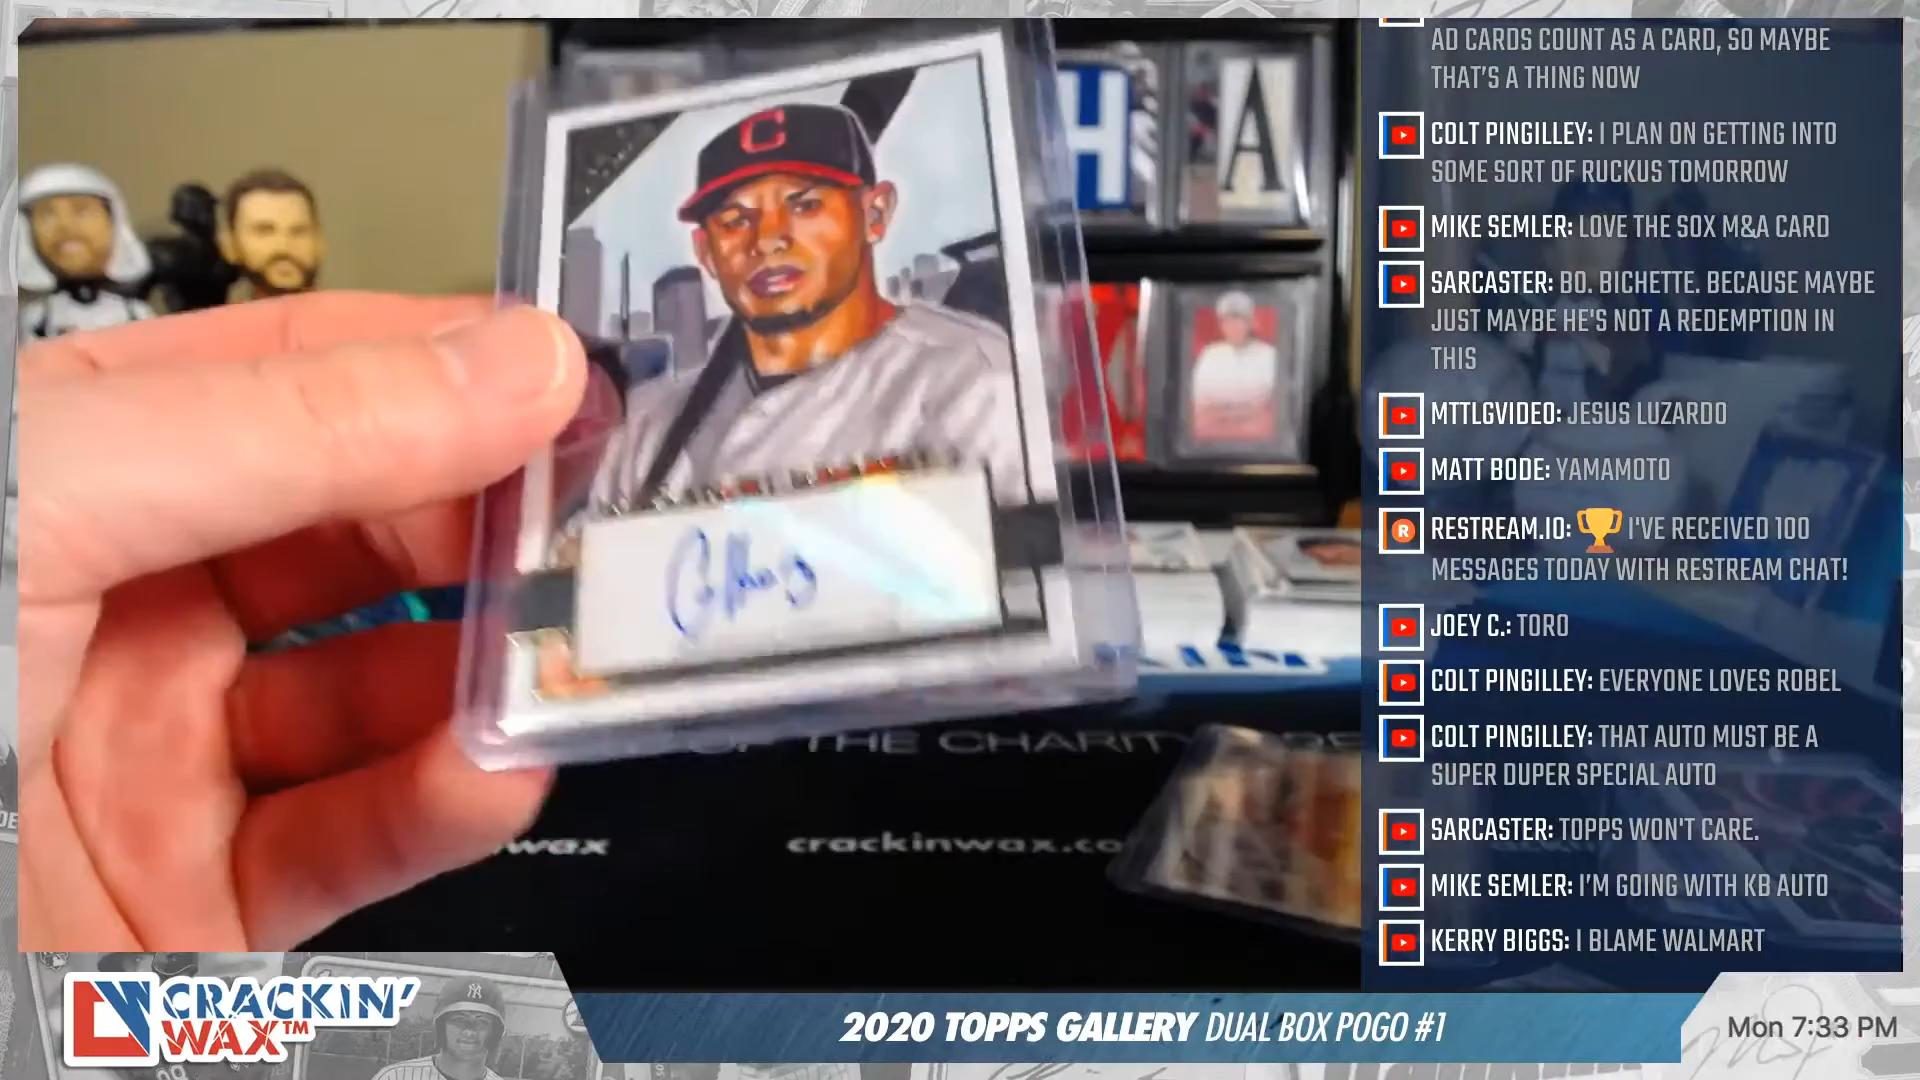 AD CARDS COUNT AS A CARD, SO MAYBE
THAT'S A THING NOW
COLT PINGILLEY: I PLAN ON GETTING INTO
SOME SORT OF RUCKUS TOMORROW
MIKE SEMLER: LOVE THE SOX M&A CARD
SARCASTER: BO. BICHETTE. BECAUSE MAYBE
JUST MAYBE HE'S NOT A REDEMPTION IN
THIS
MTTLGVIDEO: JESUS LUZARDO
MATT BODE: YAMAMOTO
RESTREAM.IO: 🏆 I'VE RECEIVED 100
MESSAGES TODAY WITH RESTREAM CHAT!
JOEY C.: TORO
COLT PINGILLEY: EVERYONE LOVES ROBEL
COLT PINGILLEY: THAT AUTO MUST BE A
SUPER DUPER SPECIAL AUTO
SARCASTER: TOPPS WON'T CARE.
MIKE SEMLER: I'M GOING WITH KB AUTO
KERRY BIGGS: I BLAME WALMART
C
H
A
OF THE CHARIT
wax
crackinwax.co
CRACKIN'
WAX™
2020 TOPPS GALLERY DUAL BOX POGO #1
Mon 7:33 PM